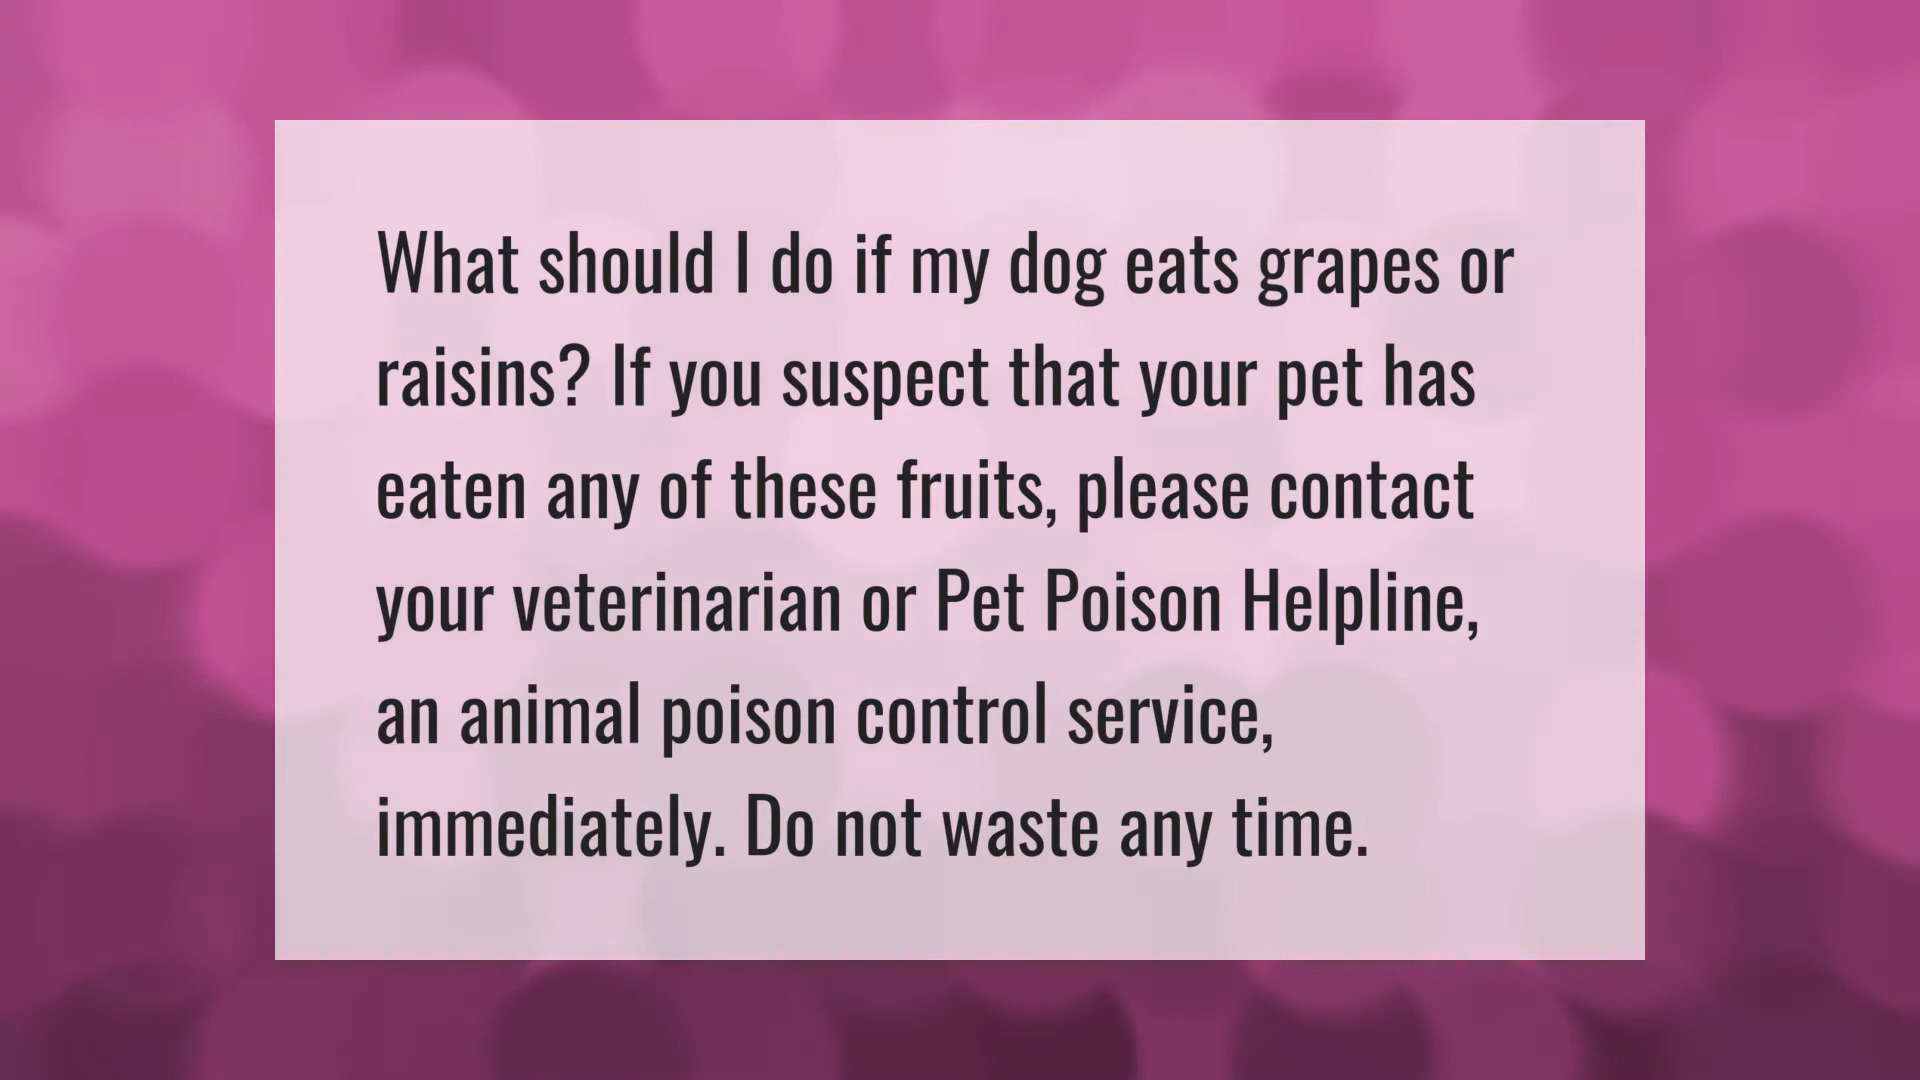 What should I do if my dog eats grapes or
raisins? If you suspect that your pet has
eaten any of these fruits, please contact
your veterinarian or Pet Poison Helpline,
an animal poison control service,
immediately. Do not waste any time.